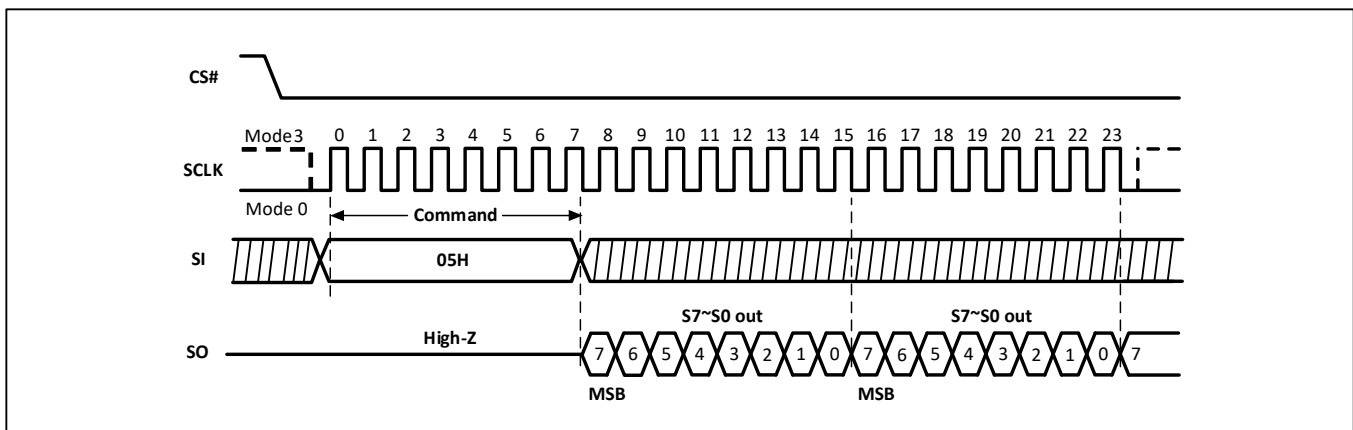 CS#
Mode 3
0 1 2 3 4 5 6 7 8 9 10 11 12 13 14 15 16 17 18 19 20 21 22 23
SCLK
Mode 0
Command
SI
05H
S7~S0 out
S7~S0 out
High-Z
SO
7 6 5 4 3 2 1 0 7 6 5 4 3 2 1 0 7
MSB
MSB